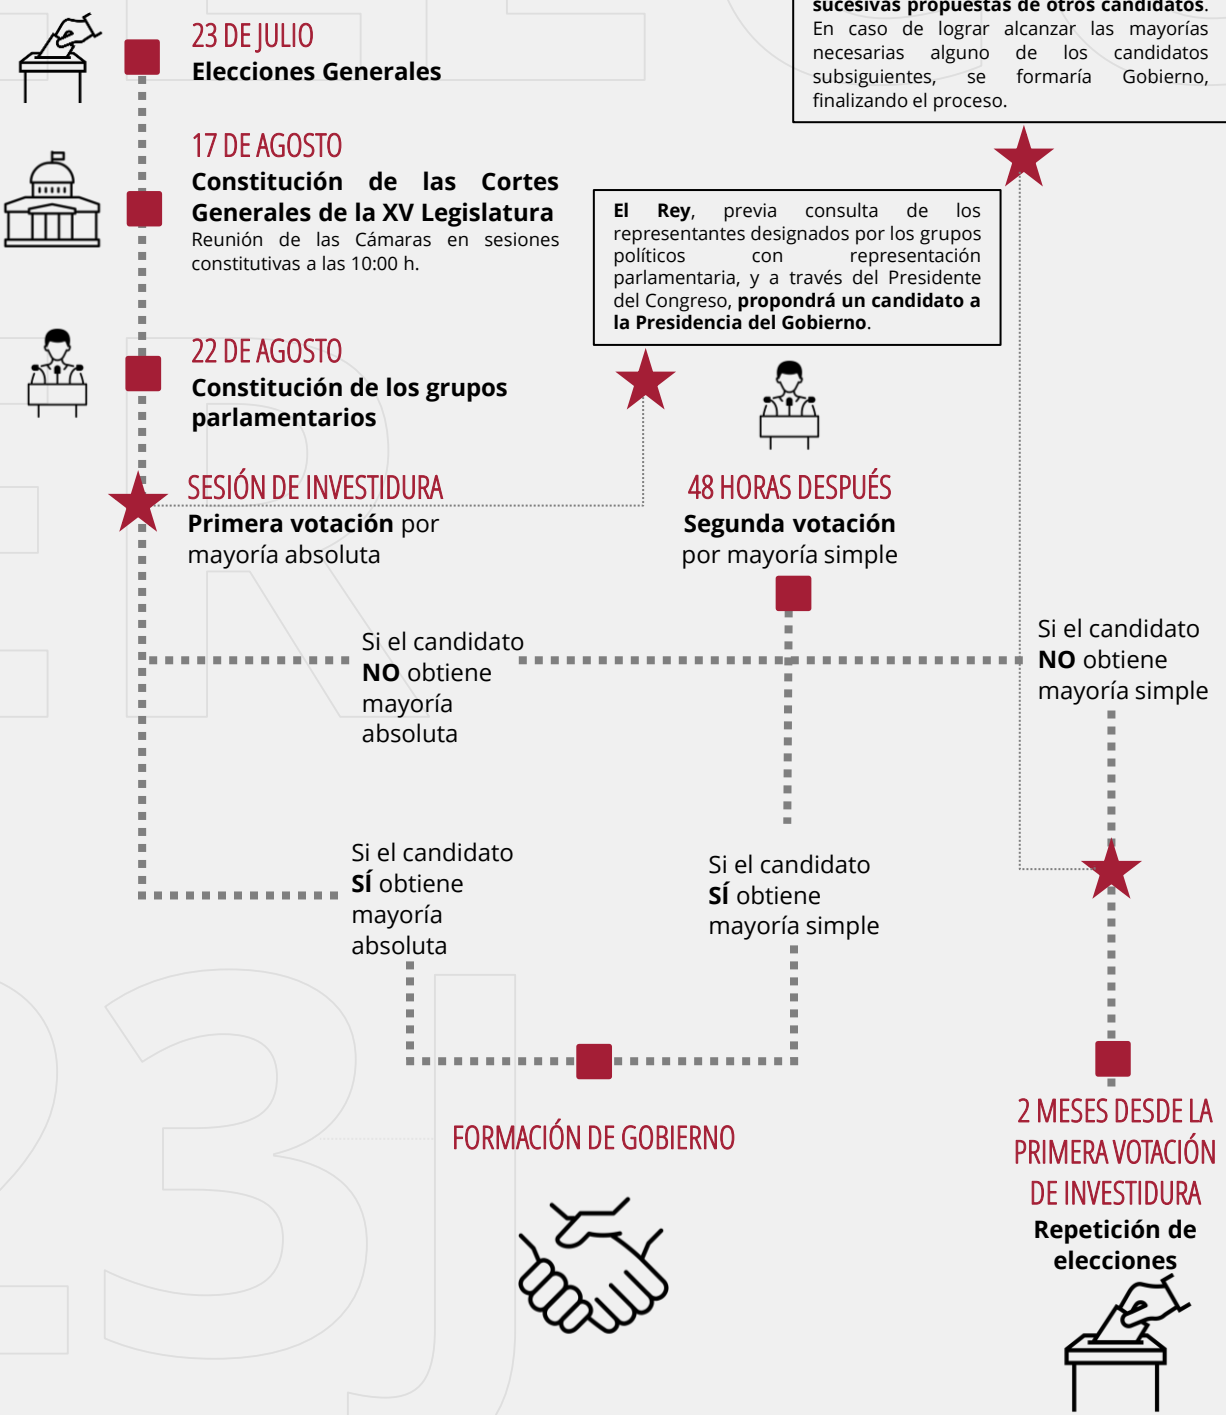 sucesivas propuestas de otros candidatos.
En caso de lograr alcanzar las mayorías
necesarias alguno de los candidatos
subsiguientes, se formaría Gobierno,
finalizando el proceso.
23 DE JULIO
Elecciones Generales
17 DE AGOSTO
Constitución de las Cortes
Generales de la XV Legislatura
Reunión de las Cámaras en sesiones
constitutivas a las 10:00 h.
El Rey, previa consulta de los
representantes designados por los grupos
políticos con representación
parlamentaria, y a través del Presidente
del Congreso, propondrá un candidato a
la Presidencia del Gobierno.
22 DE AGOSTO
Constitución de los grupos
parlamentarios
SESIÓN DE INVESTIDURA
Primera votación por
mayoría absoluta
48 HORAS DESPUÉS
Segunda votación
por mayoría simple
Si el candidato
NO obtiene
mayoría
absoluta
Si el candidato
NO obtiene
mayoría simple
Si el candidato
SÍ obtiene
mayoría
absoluta
Si el candidato
SÍ obtiene
mayoría simple
FORMACIÓN DE GOBIERNO
2 MESES DESDE LA
PRIMERA VOTACIÓN
DE INVESTIDURA
Repetición de
elecciones
23J